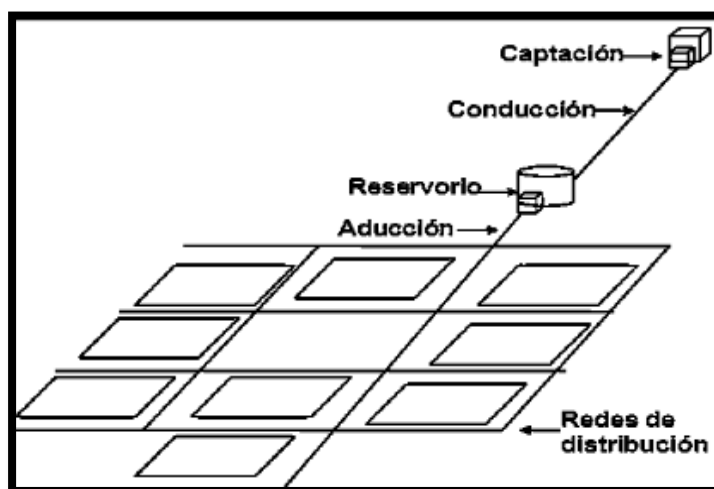 Captación
Conducción
Reservorio
Aducción
Redes de
distribución